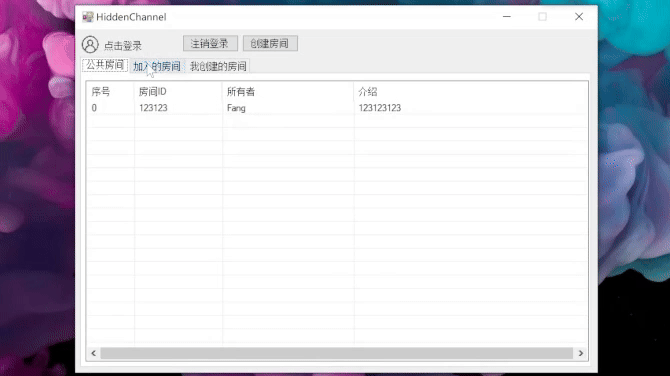 HiddenChannel
点击登录 注销登录 创建房间
公共房间 加入的房间 我创建的房间
序号 房间ID 所有者 介绍
0 123123 Fang 123123123